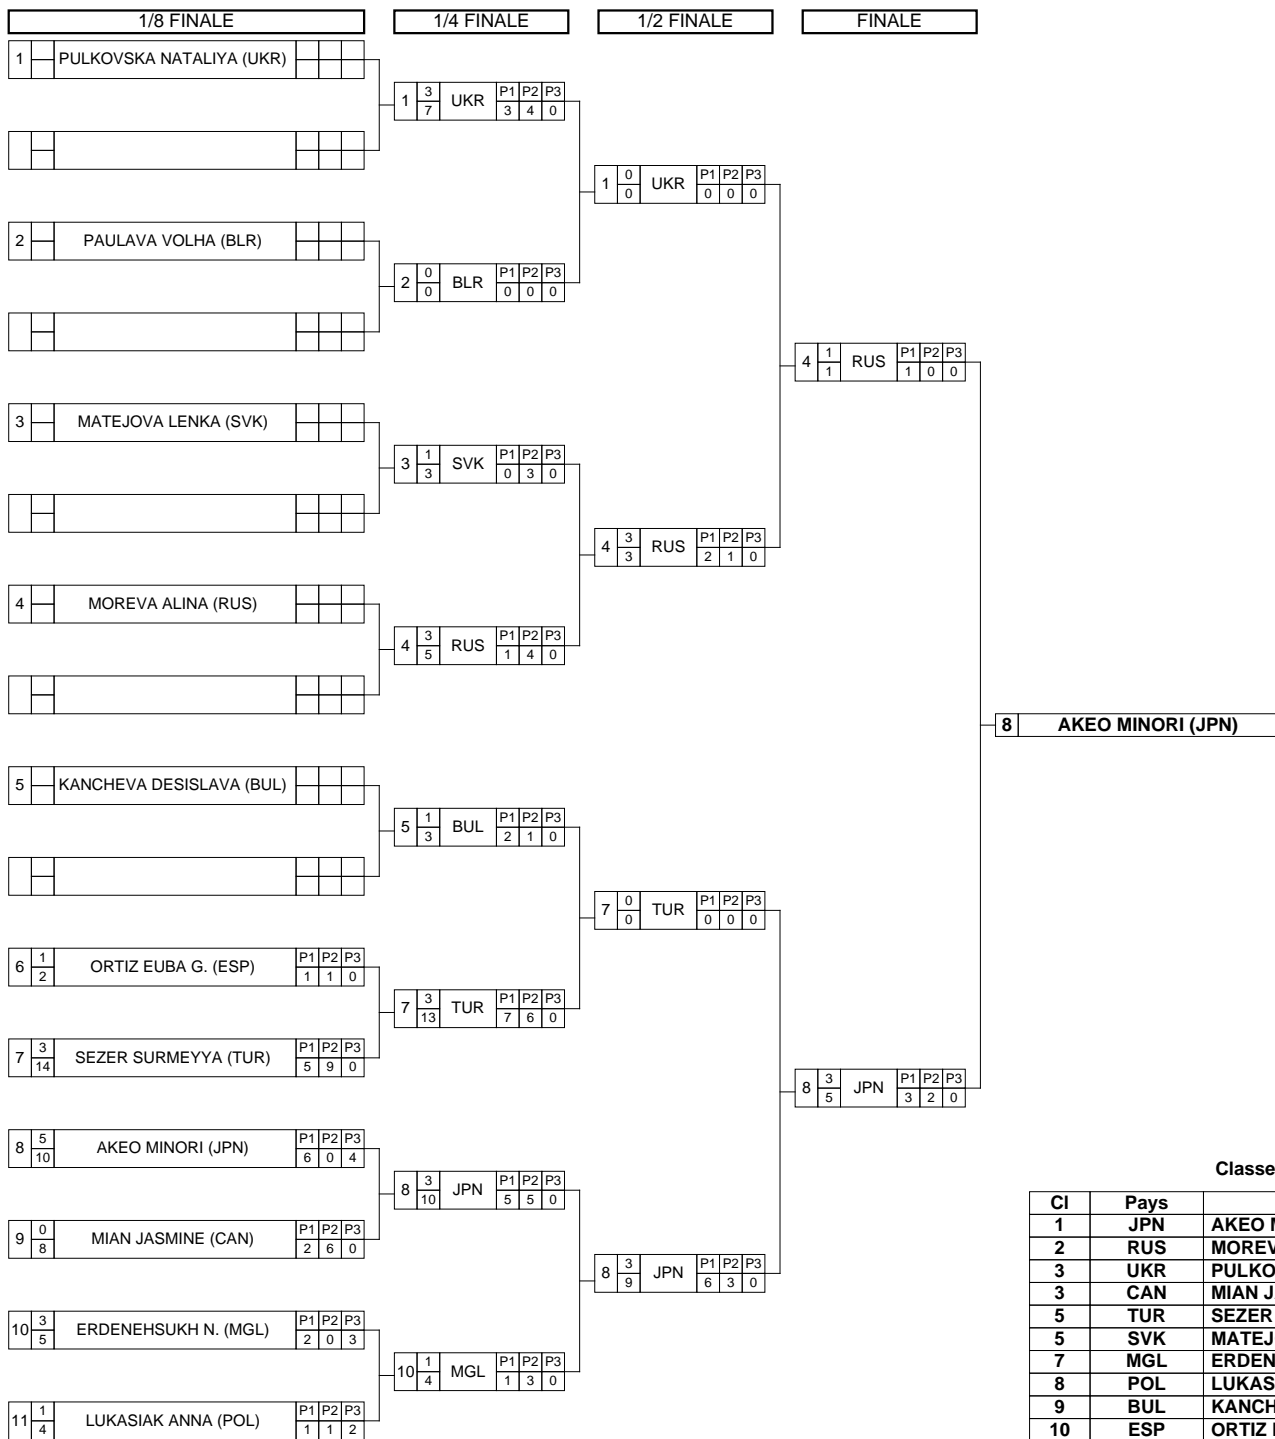 1/8 FINALE 1/4 FINALE 1/2 FINALE FINALE
1 PULKOVSKA NATALIYA (UKR)
1 3 7 UKR P1 P2 P3 3 4 0
1 0 0 UKR P1 P2 P3 0 0 0
2 PAULAVA VOLHA (BLR)
2 0 0 BLR P1 P2 P3 0 0 0
4 1 1 RUS P1 P2 P3 1 0 0
3 MATEJOVA LENKA (SVK)
3 1 3 SVK P1 P2 P3 0 3 0
4 3 3 RUS P1 P2 P3 2 1 0
4 MOREVA ALINA (RUS)
4 3 5 RUS P1 P2 P3 1 4 0
8 AKEO MINORI (JPN)
5 KANCHEVA DESISLAVA (BUL)
5 1 3 BUL P1 P2 P3 2 1 0
7 0 0 TUR P1 P2 P3 0 0 0
6 1 2 ORTIZ EUBA G. (ESP) P1 P2 P3 1 1 0
7 3 13 TUR P1 P2 P3 7 6 0
7 3 14 SEZER SURMEYYA (TUR) P1 P2 P3 5 9 0
8 3 5 JPN P1 P2 P3 3 2 0
8 5 10 AKEO MINORI (JPN) P1 P2 P3 6 0 4
8 3 10 JPN P1 P2 P3 5 5 0
9 0 8 MIAN JASMINE (CAN) P1 P2 P3 2 6 0
8 3 9 JPN P1 P2 P3 6 3 0
10 3 5 ERDENEHSUKH N. (MGL) P1 P2 P3 2 0 3
10 1 4 MGL P1 P2 P3 1 3 0
11 1 4 LUKASIAK ANNA (POL) P1 P2 P3 1 1 2
Classe
Cl Pays
1 JPN AKEO
2 RUS MOREV
3 UKR PULKO
3 CAN MIAN
5 TUR SEZER
5 SVK MATEJ
7 MGL ERDEN
8 POL LUKAS
9 BUL KANCH
10 ESP ORTIZ